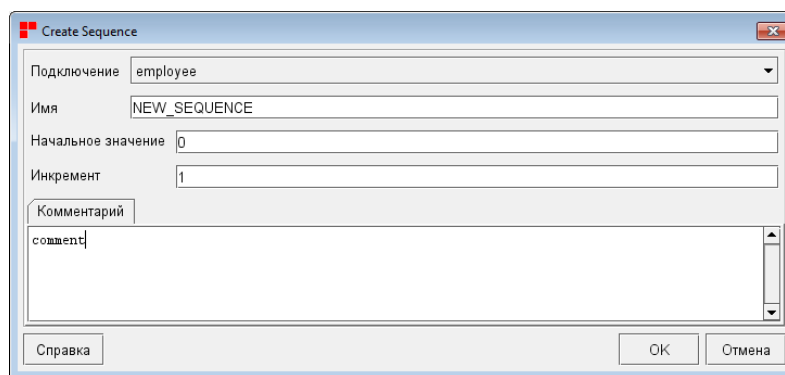 Create Sequence
Подключение employee
Имя NEW_SEQUENCE
Начальное значение 0
Инкремент 1
Комментарий
comment
Справка OK Отмена